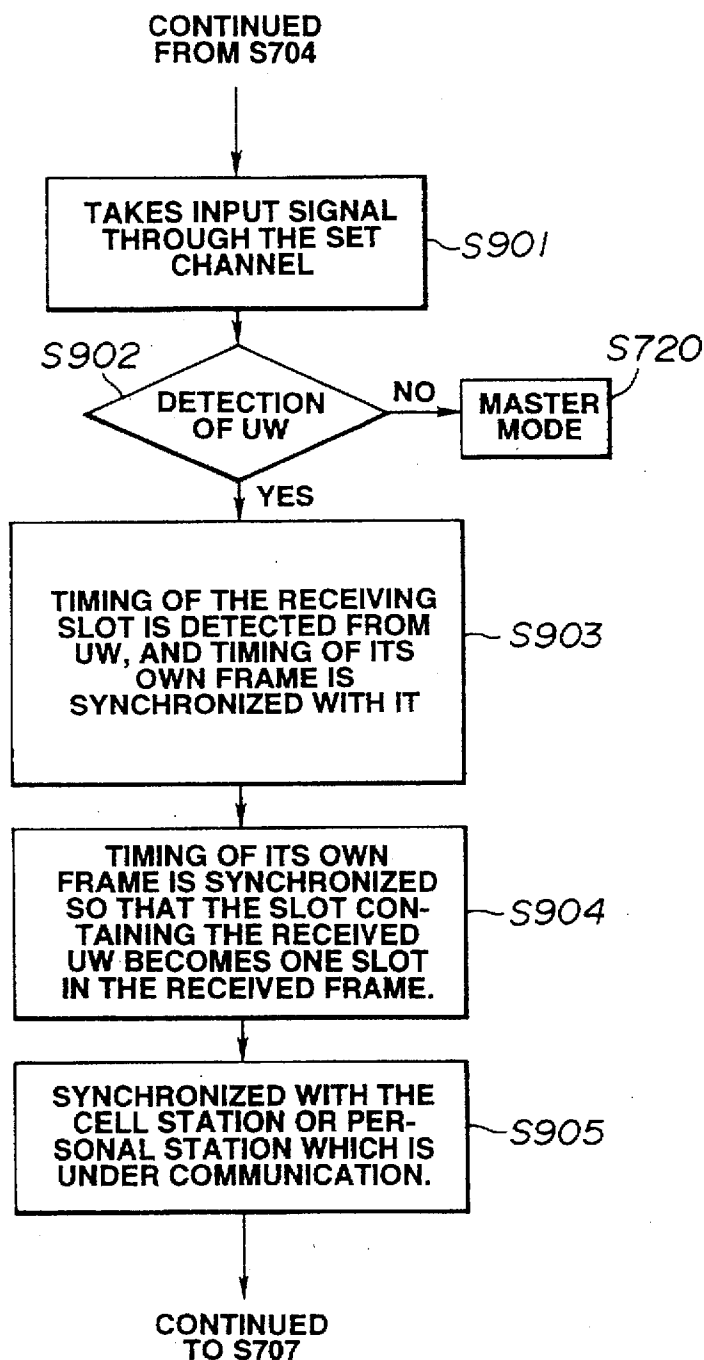 CONTINUED
FROM S704
TAKES INPUT SIGNAL
THROUGH THE SET
CHANNEL
S901
S902
DETECTION
OF UW
NO
S720
MASTER
MODE
YES
TIMING OF THE RECEIVING
SLOT IS DETECTED FROM
UW, AND TIMING OF ITS
OWN FRAME IS
SYNCHRONIZED WITH IT
S903
TIMING OF ITS OWN
FRAME IS SYNCHRONIZED
SO THAT THE SLOT CON-
TAINING THE RECEIVED
UW BECOMES ONE SLOT
IN THE RECEIVED FRAME.
S904
SYNCHRONIZED WITH THE
CELL STATION OR PER-
SONAL STATION WHICH IS
UNDER COMMUNICATION.
S905
CONTINUED
TO S707